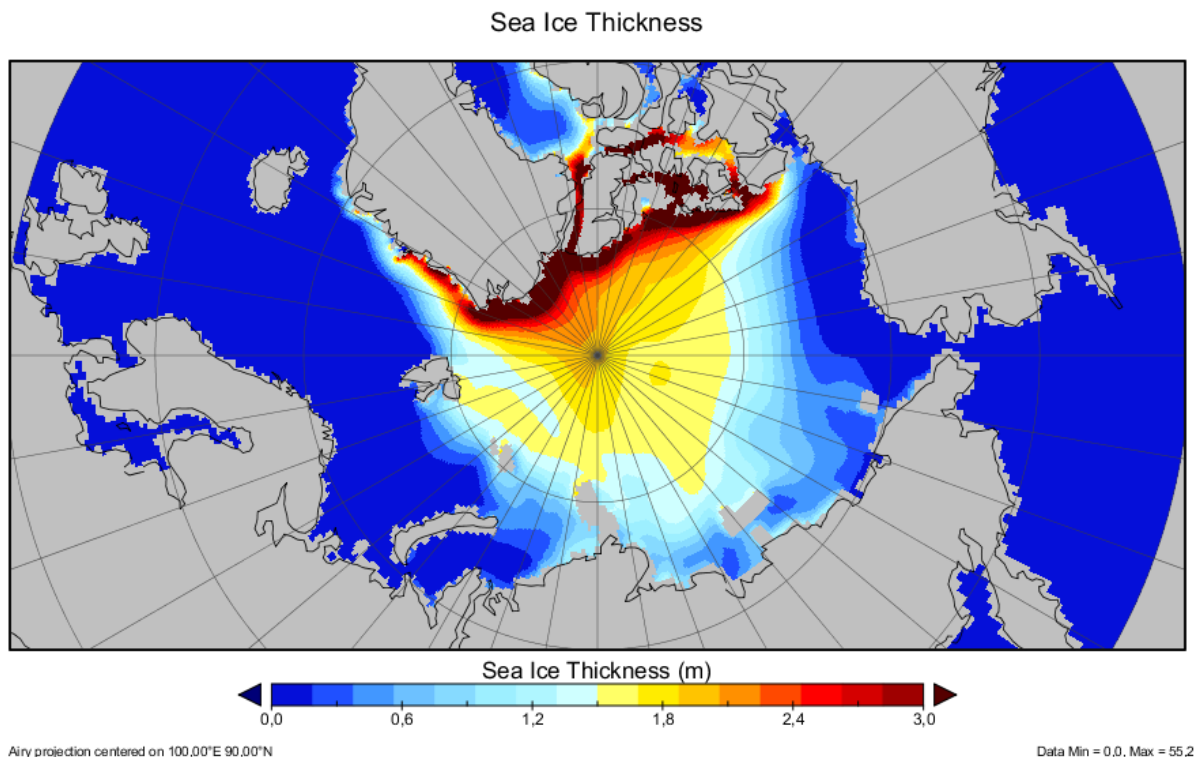 Sea Ice Thickness
Sea Ice Thickness (m)
0,0 0,6 1,2 1,8 2,4 3,0
Airy projection centered on 100,00°E 90,00°N
Data Min = 0,0, Max = 55,2